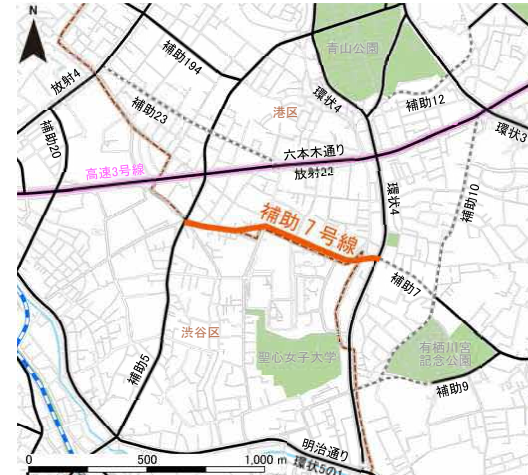 N
補助194
青山公園
放射4
環状4
補助12
補助23
港区
補助20
環状3
六本木通り
高速3号線
放射22
環状4
補助10
補助7号線
補助7
渋谷区
補助5
聖心女子大学
有栖川宮
記念公園
補助9
明治通り
環状5の1
0 500 1,000 m